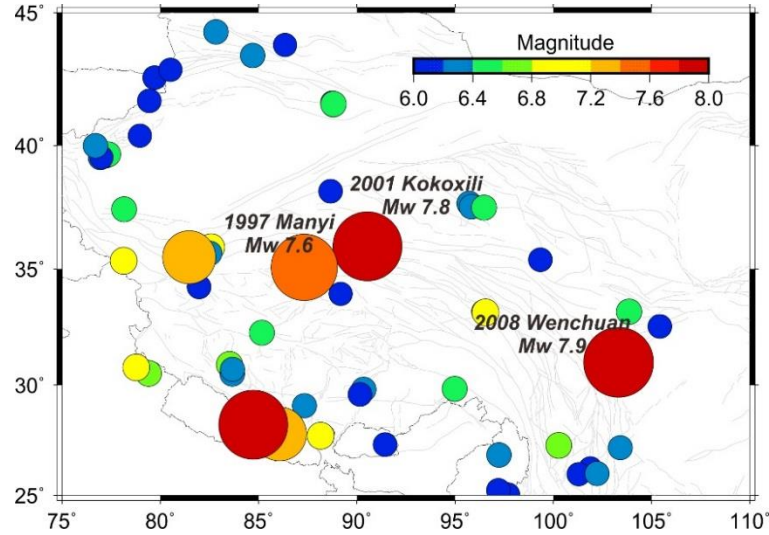 45°
Magnitude
6.0 6.4 6.8 7.2 7.6 8.0
40°
2001 Kokoxili
Mw 7.8
1997 Manyi
Mw 7.6
35°
2008 Wenchuan
Mw 7.9
30°
25°
75° 80° 85° 90° 95° 100° 105° 110°